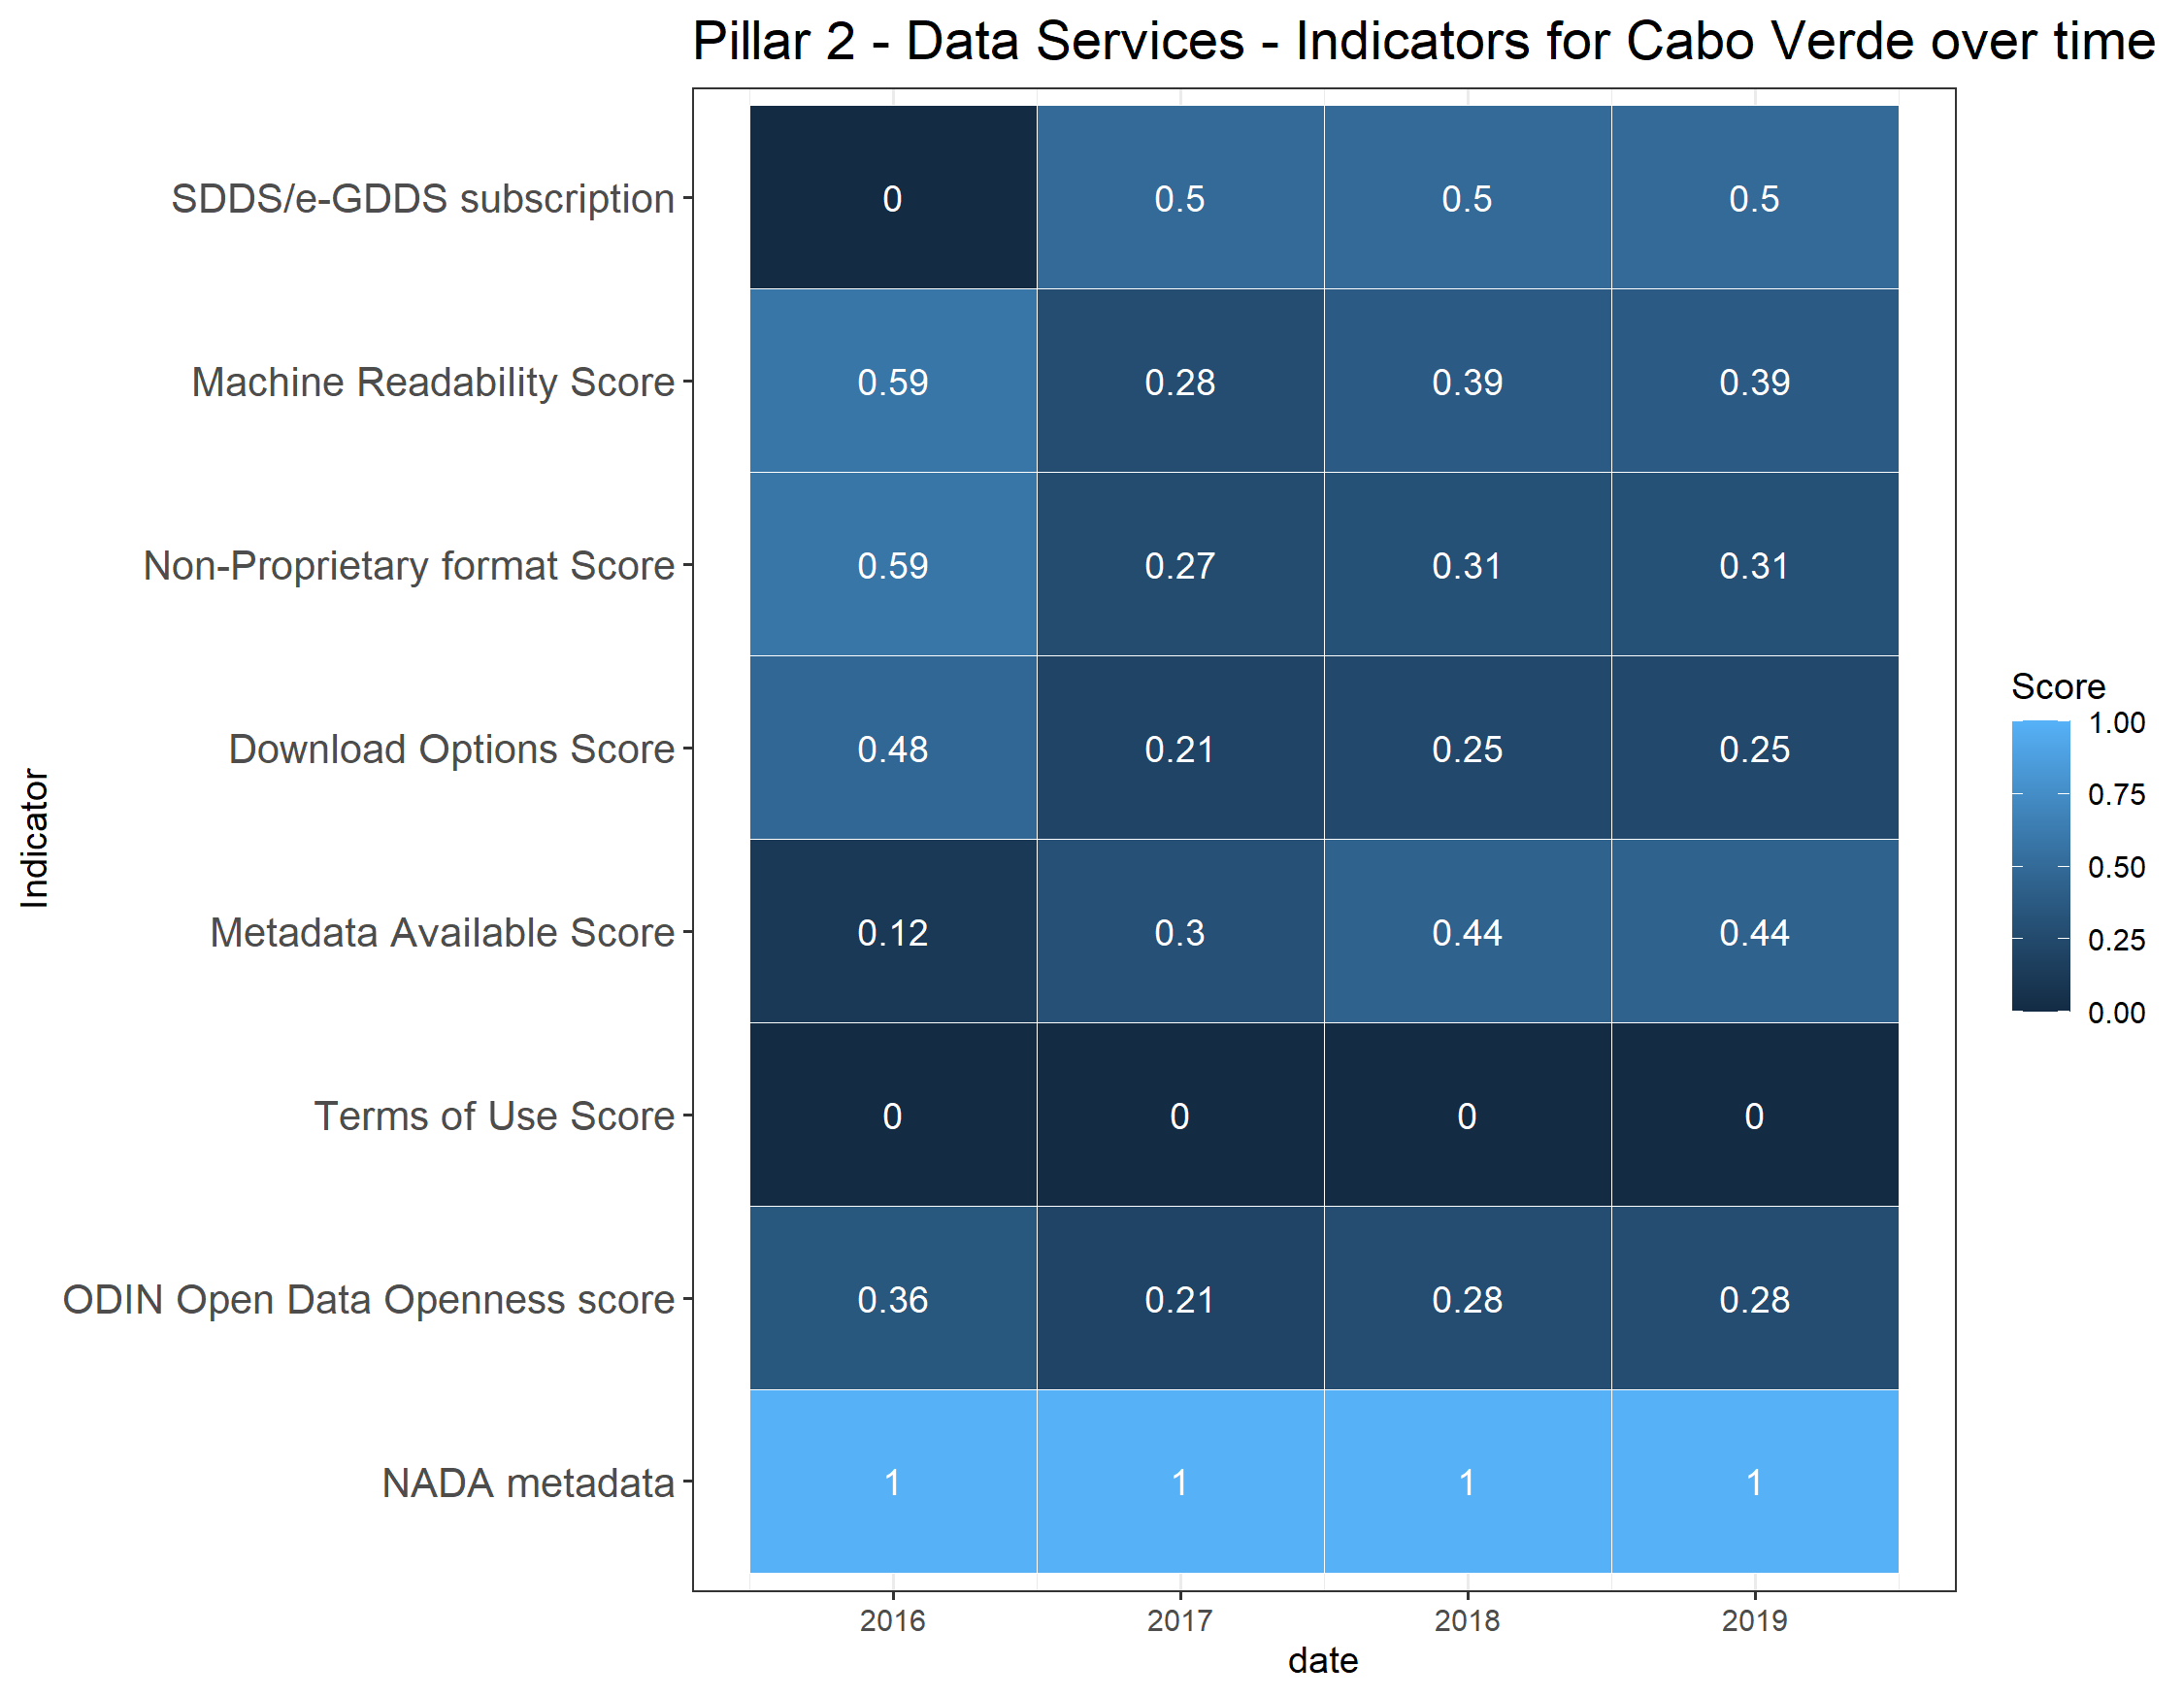 Pillar 2 - Data Services - Indicators for Cabo Verde over time
Indicator
SDDS/e-GDDS subscription 0 0.5 0.5 0.5
Machine Readability Score 0.59 0.28 0.39 0.39
Non-Proprietary format Score 0.59 0.27 0.31 0.31
Download Options Score 0.48 0.21 0.25 0.25
Metadata Available Score 0.12 0.3 0.44 0.44
Terms of Use Score 0 0 0 0
ODIN Open Data Openness score 0.36 0.21 0.28 0.28
NADA metadata 1 1 1 1
2016 2017 2018 2019
date
Score
1.00
0.75
0.50
0.25
0.00